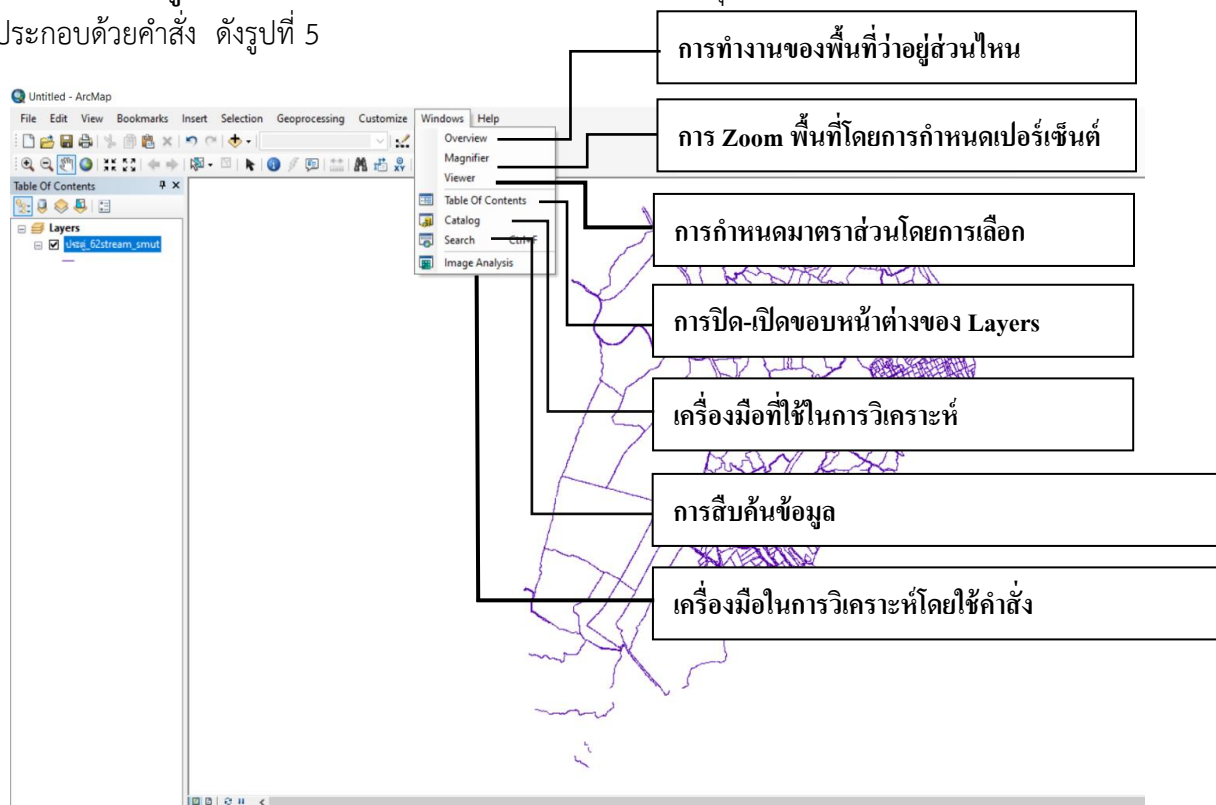 ประกอบด้วยคำสั่ง ดังรูปที่ 5
การทำงานของพื้นที่ว่าอยู่ส่วนไหน
Untitled - ArcMap
File Edit View Bookmarks Insert Selection Geoprocessing Customize Windows Help
Overview
การ Zoom พื้นที่โดยการกำหนดเปอร์เซ็นต์
Magnifier
Viewer
Table Of Contents
Table Of Contents
Catalog
การกำหนดมาตราส่วนโดยการเลือก
Layers
Search Ctrl+F
ประตู_62stream_smut
Image Analysis
การปิด-เปิดขอบหน้าต่างของ Layers
เครื่องมือที่ใช้ในการวิเคราะห์
การสืบค้นข้อมูล
เครื่องมือในการวิเคราะห์โดยใช้คำสั่ง